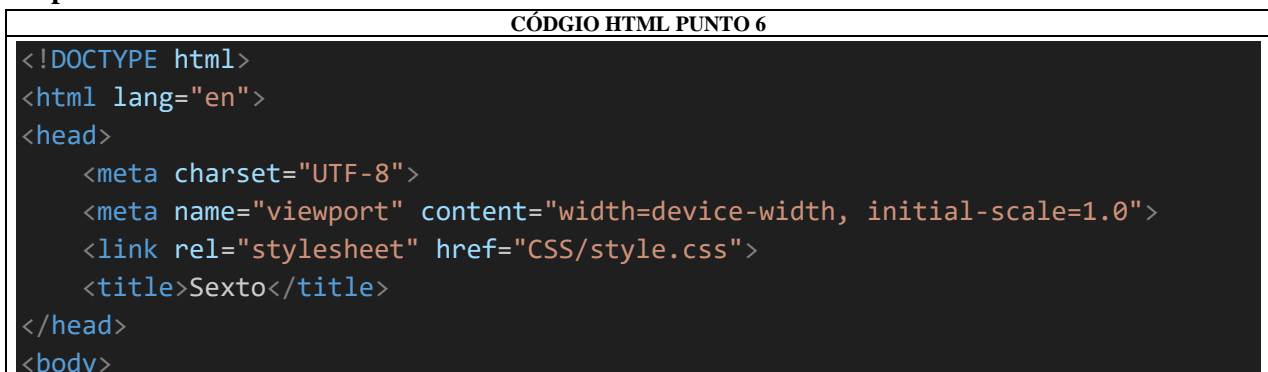 CÓDGIO HTML PUNTO 6
<!DOCTYPE html>
<html lang="en">
<head>
    <meta charset="UTF-8">
    <meta name="viewport" content="width=device-width, initial-scale=1.0">
    <link rel="stylesheet" href="CSS/style.css">
    <title>Sexto</title>
</head>
<body>